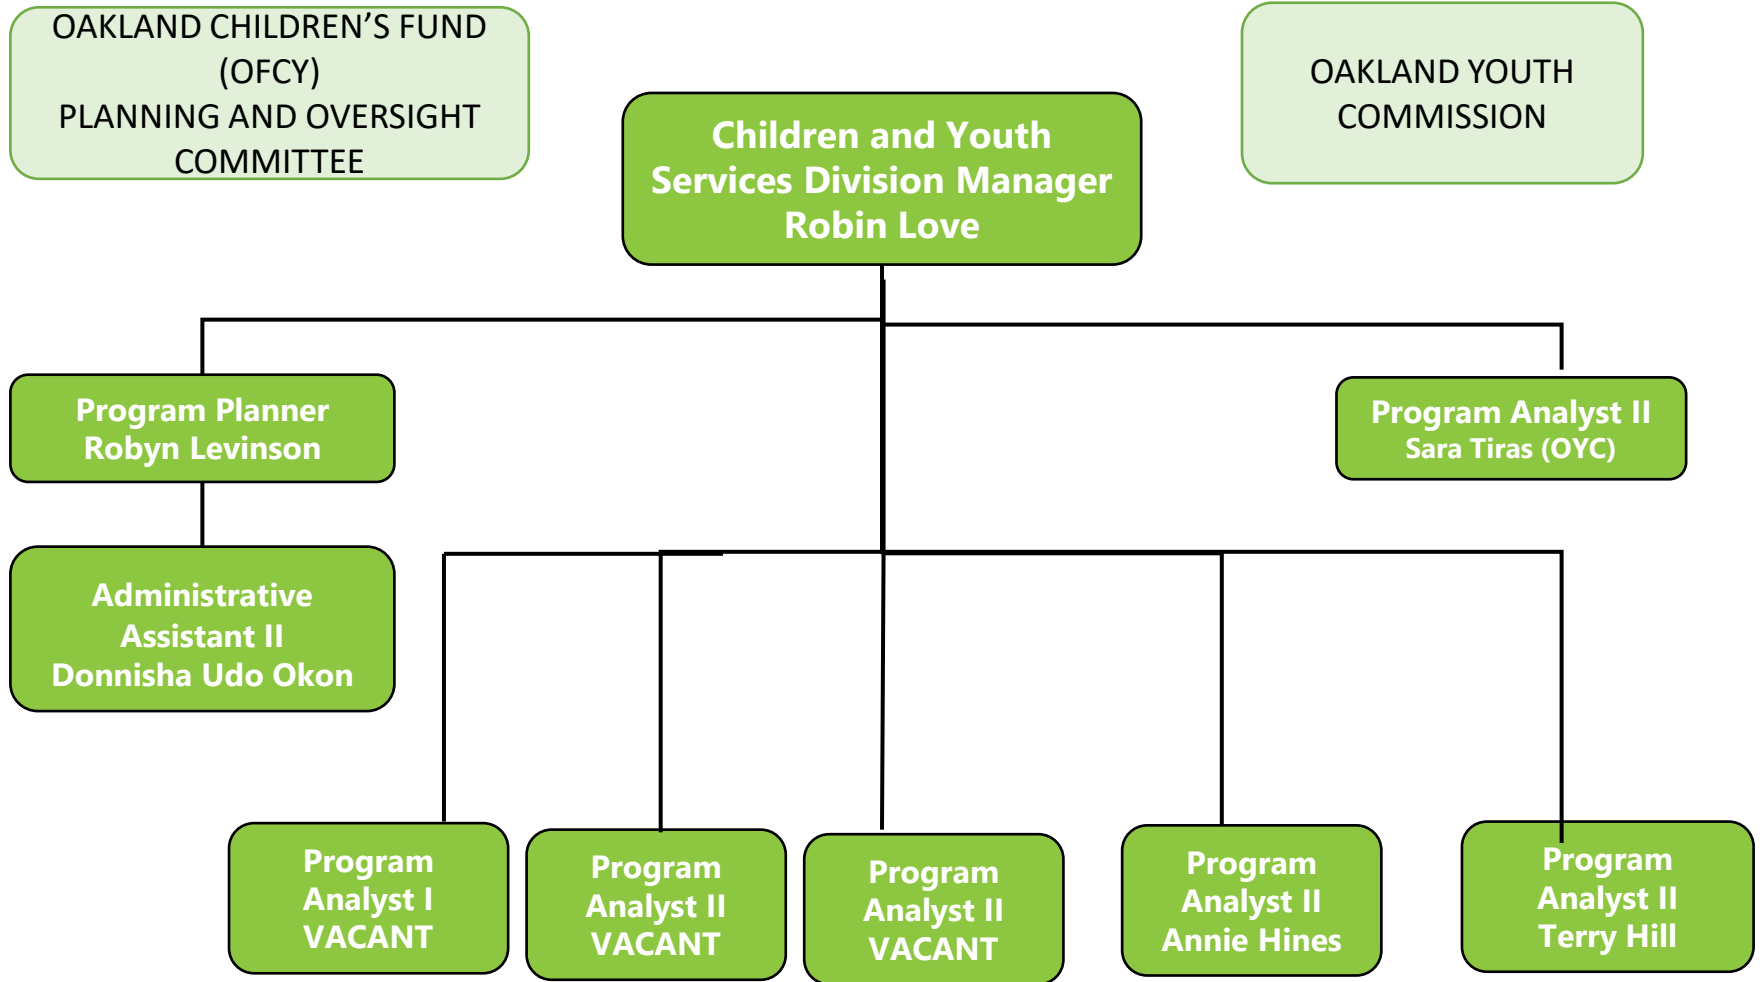 OAKLAND CHILDREN’S FUND
(OFCY)
PLANNING AND OVERSIGHT
COMMITTEE
OAKLAND YOUTH
COMMISSION
Children and Youth
Services Division Manager
Robin Love
Program Planner
Robyn Levinson
Program Analyst II
Sara Tiras (OYC)
Administrative
Assistant II
Donnisha Udo Okon
Program
Analyst I
VACANT
Program
Analyst II
VACANT
Program
Analyst II
VACANT
Program
Analyst II
Annie Hines
Program
Analyst II
Terry Hill